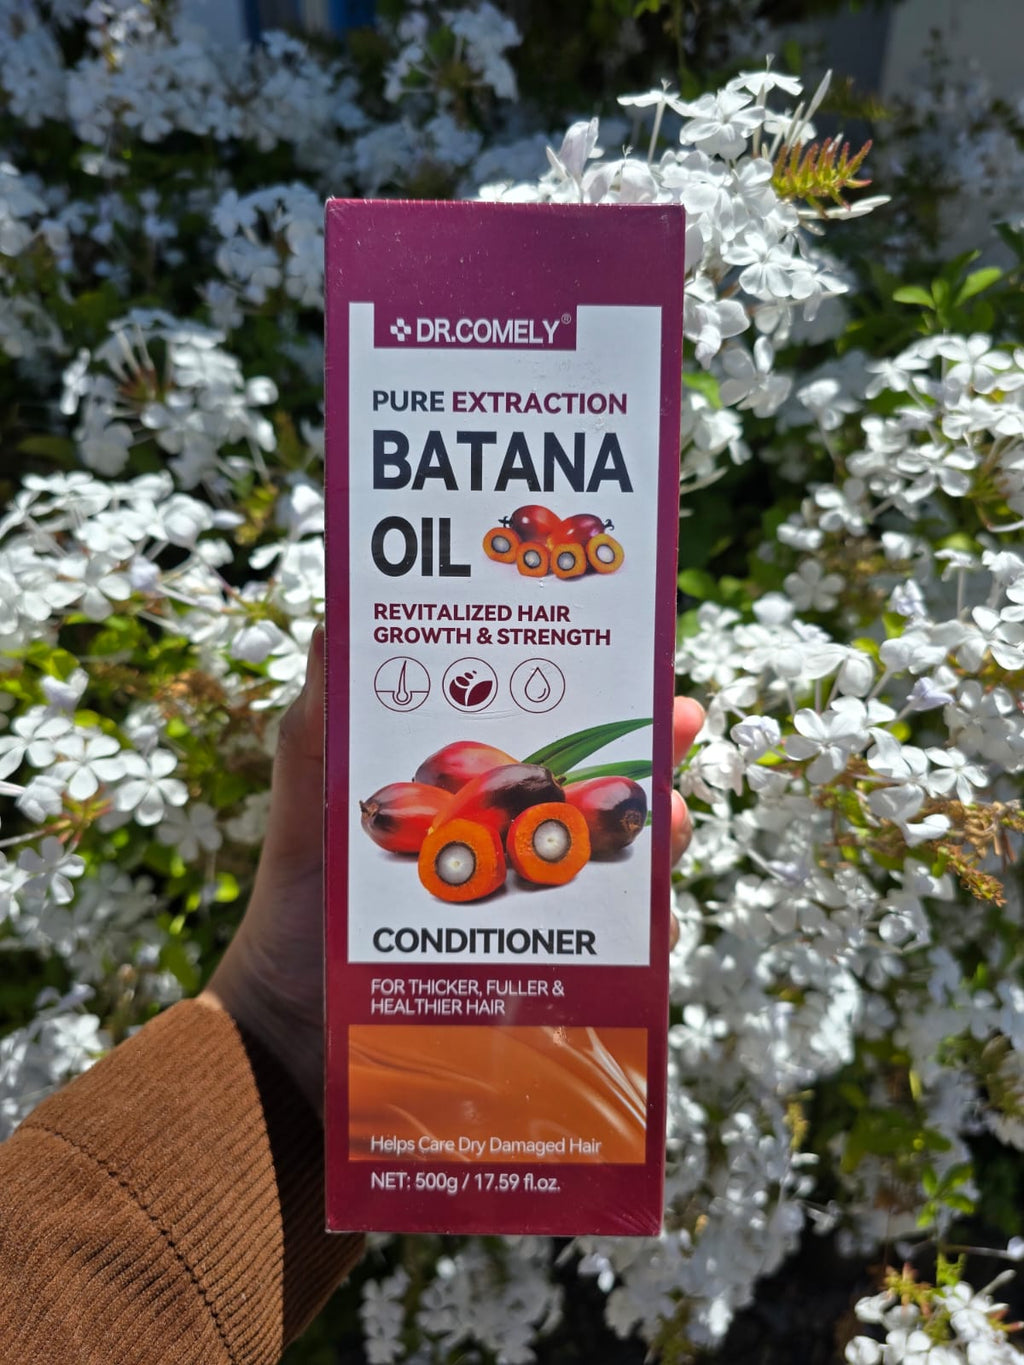 DR.COMELY®
PURE EXTRACTION
BATANA
OIL
REVITALIZED HAIR
GROWTH & STRENGTH
CONDITIONER
FOR THICKER, FULLER &
HEALTHIER HAIR
Helps Care Dry Damaged Hair
NET: 500g / 17.59 fl.oz.